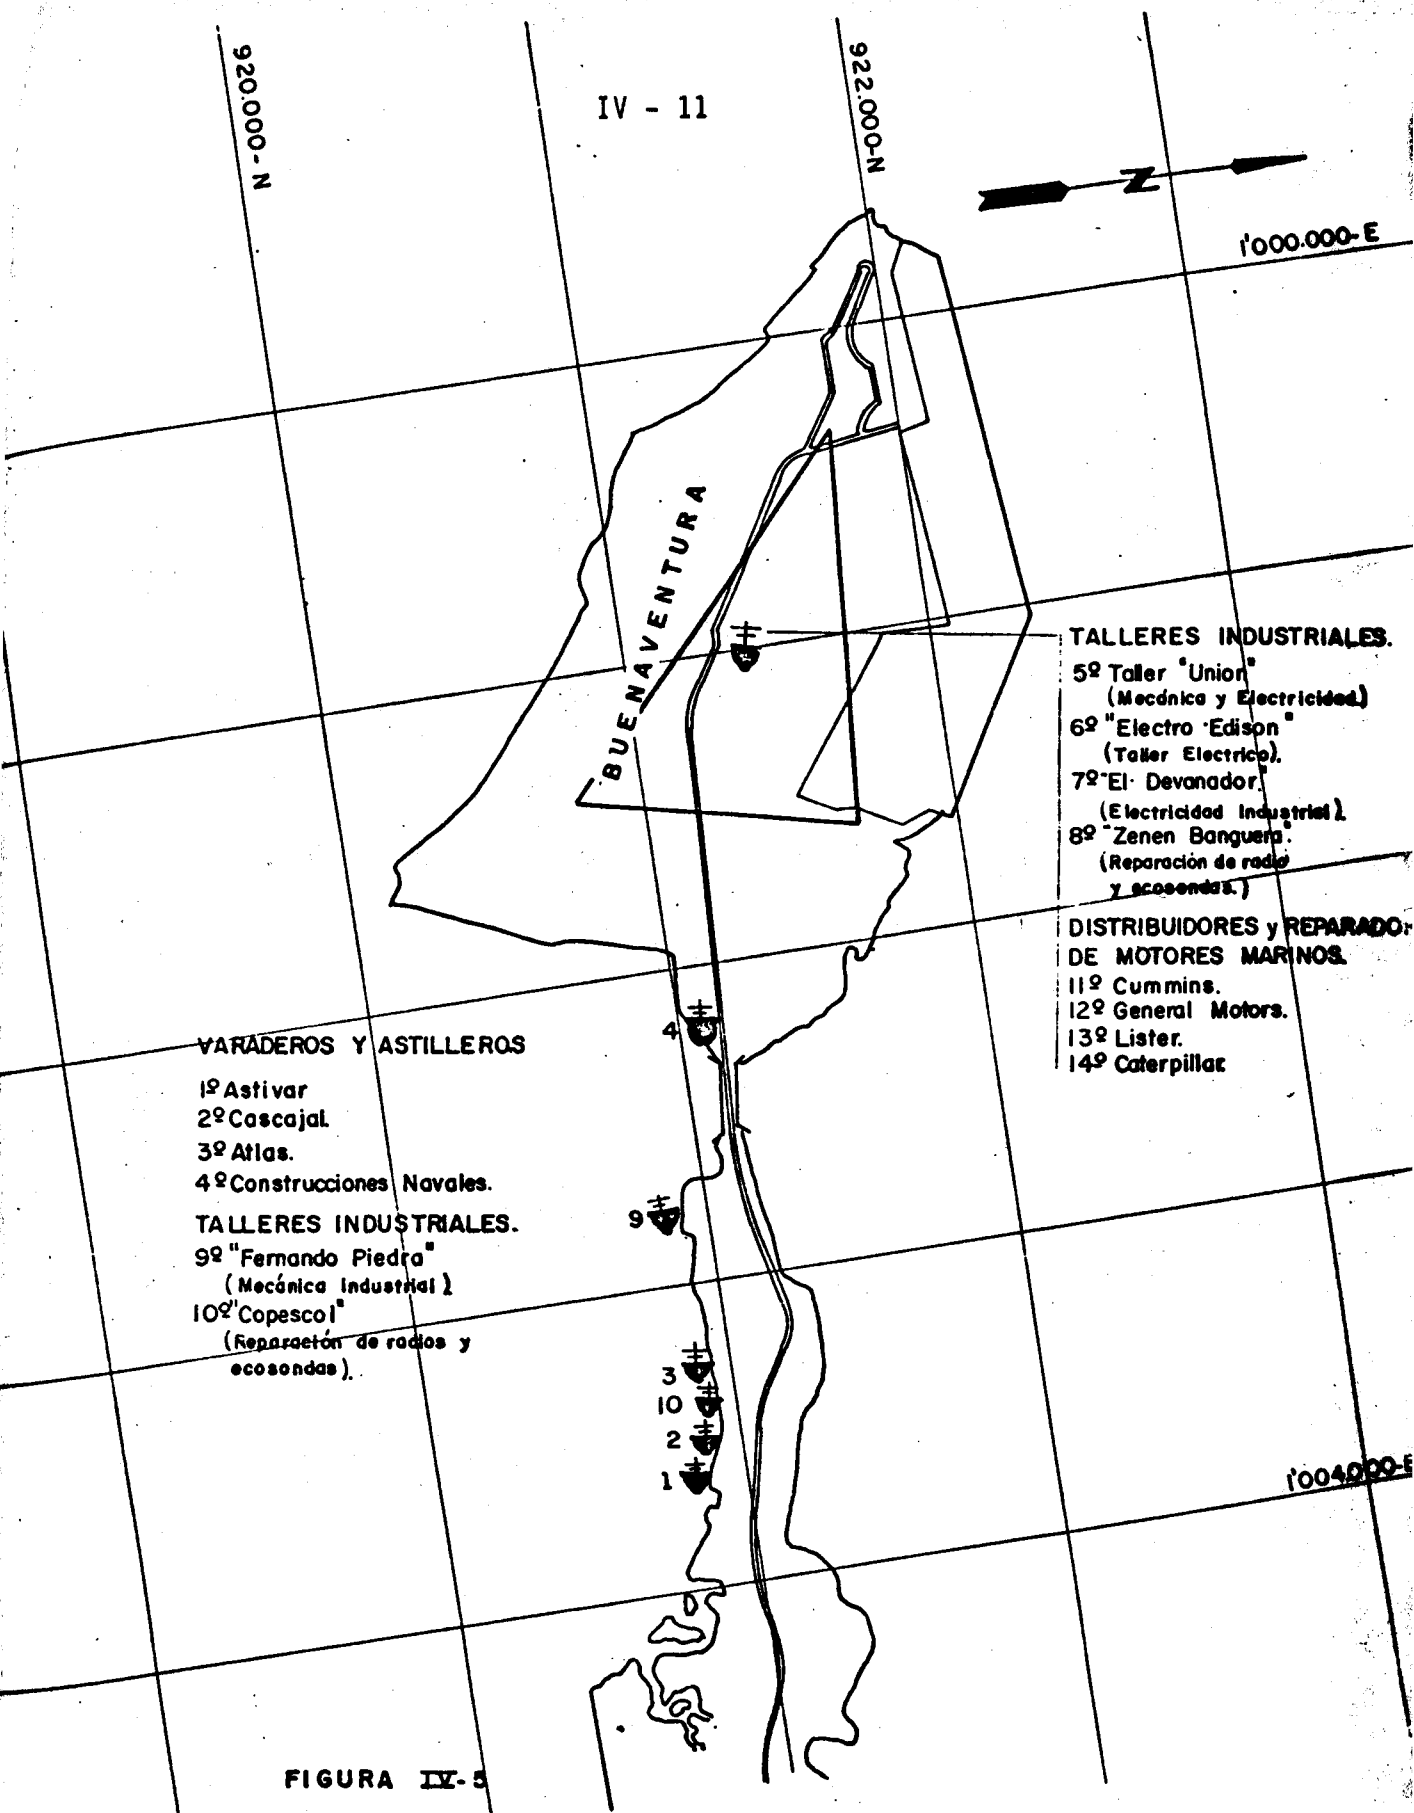 920.000-N
IV - 11
922.000-N
N
1'000.000-E
BUENAVENTURA
TALLERES INDUSTRIALES.
5º Taller "Union"
(Mecánica y Electricidad)
6º "Electro Edison"
(Taller Electrico).
7º "El Devanador."
(Electricidad Industrial).
8º "Zenen Banguera".
(Reparación de radio
y ecosondas.)
DISTRIBUIDORES y REPARADO
DE MOTORES MARINOS.
11º Cummins.
12º General Motors.
13º Lister.
14º Caterpillar.
4
VARADEROS Y ASTILLEROS
1º Astivar
2º Cascajal.
3º Atlas.
4º Construcciones Navales.
TALLERES INDUSTRIALES.
9º "Fernando Piedra"
(Mecánica Industrial)
10º "Copescol"
(Reparación de radios y
ecosondas).
9
3
10
2
1
1'004.000-E
FIGURA IV-5